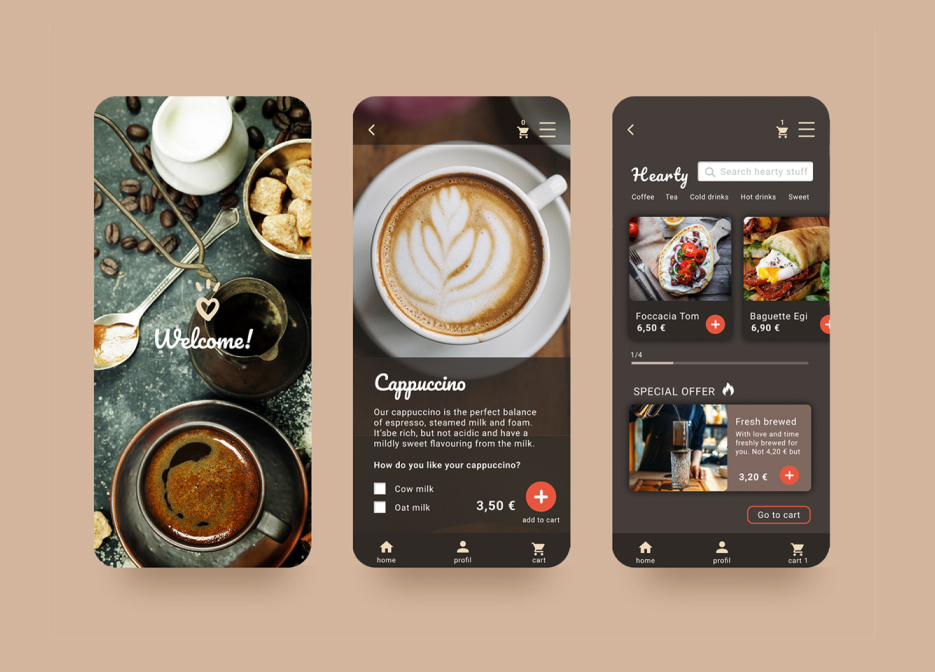 Welcome!
0
Cappuccino
Our cappuccino is the perfect balance
of espresso, steamed milk and foam.
It'sbe rich, but not acidic and have a
mildly sweet flavouring from the milk.
How do you like your cappuccino?
Cow milk
Oat milk
3,50 €
add to cart
home
profil
cart
1
Hearty
Search hearty stuff
Coffee Tea Cold drinks Hot drinks Sweet
Foccacia Tom
6,50 €
Baguette Egi
6,90 €
1/4
SPECIAL OFFER
Fresh brewed
With love and time
freshly brewed for
you. Not 4,20 € but
3,20 €
Go to cart
home
profil
cart 1